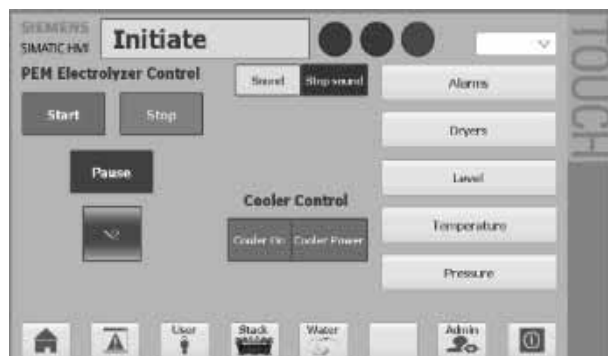 SIEMENS
SIMATIC HMI
Initiate
TOUCH
PEM Electrolyzer Control
Sound
Stop sound
Alarms
Start
Stop
Dryers
Pause
Level
Cooler Control
N2
Cooler On
Cooler Power
Temperature
Pressure
User
Stack
Water
Admin